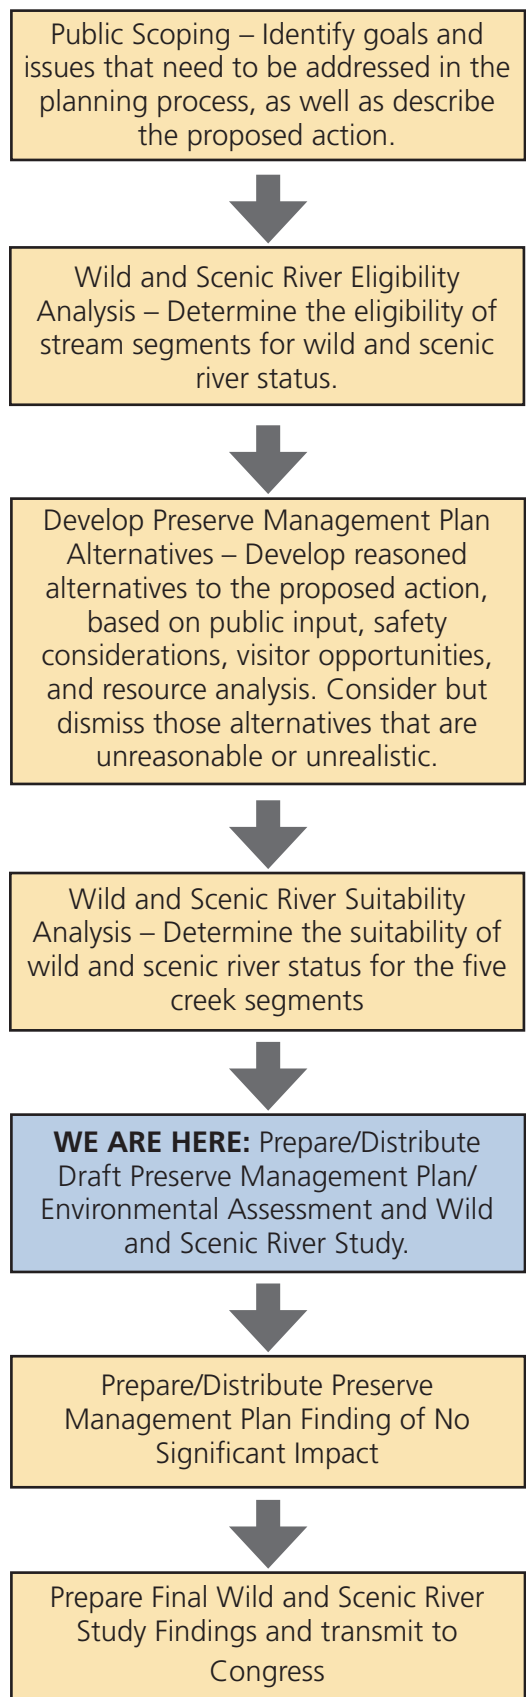 Public Scoping – Identify goals and
issues that need to be addressed in the
planning process, as well as describe
the proposed action.
Wild and Scenic River Eligibility
Analysis – Determine the eligibility of
stream segments for wild and scenic
river status.
Develop Preserve Management Plan
Alternatives – Develop reasoned
alternatives to the proposed action,
based on public input, safety
considerations, visitor opportunities,
and resource analysis. Consider but
dismiss those alternatives that are
unreasonable or unrealistic.
Wild and Scenic River Suitability
Analysis – Determine the suitability of
wild and scenic river status for the five
creek segments
WE ARE HERE: Prepare/Distribute
Draft Preserve Management Plan/
Environmental Assessment and Wild
and Scenic River Study.
Prepare/Distribute Preserve
Management Plan Finding of No
Significant Impact
Prepare Final Wild and Scenic River
Study Findings and transmit to
Congress